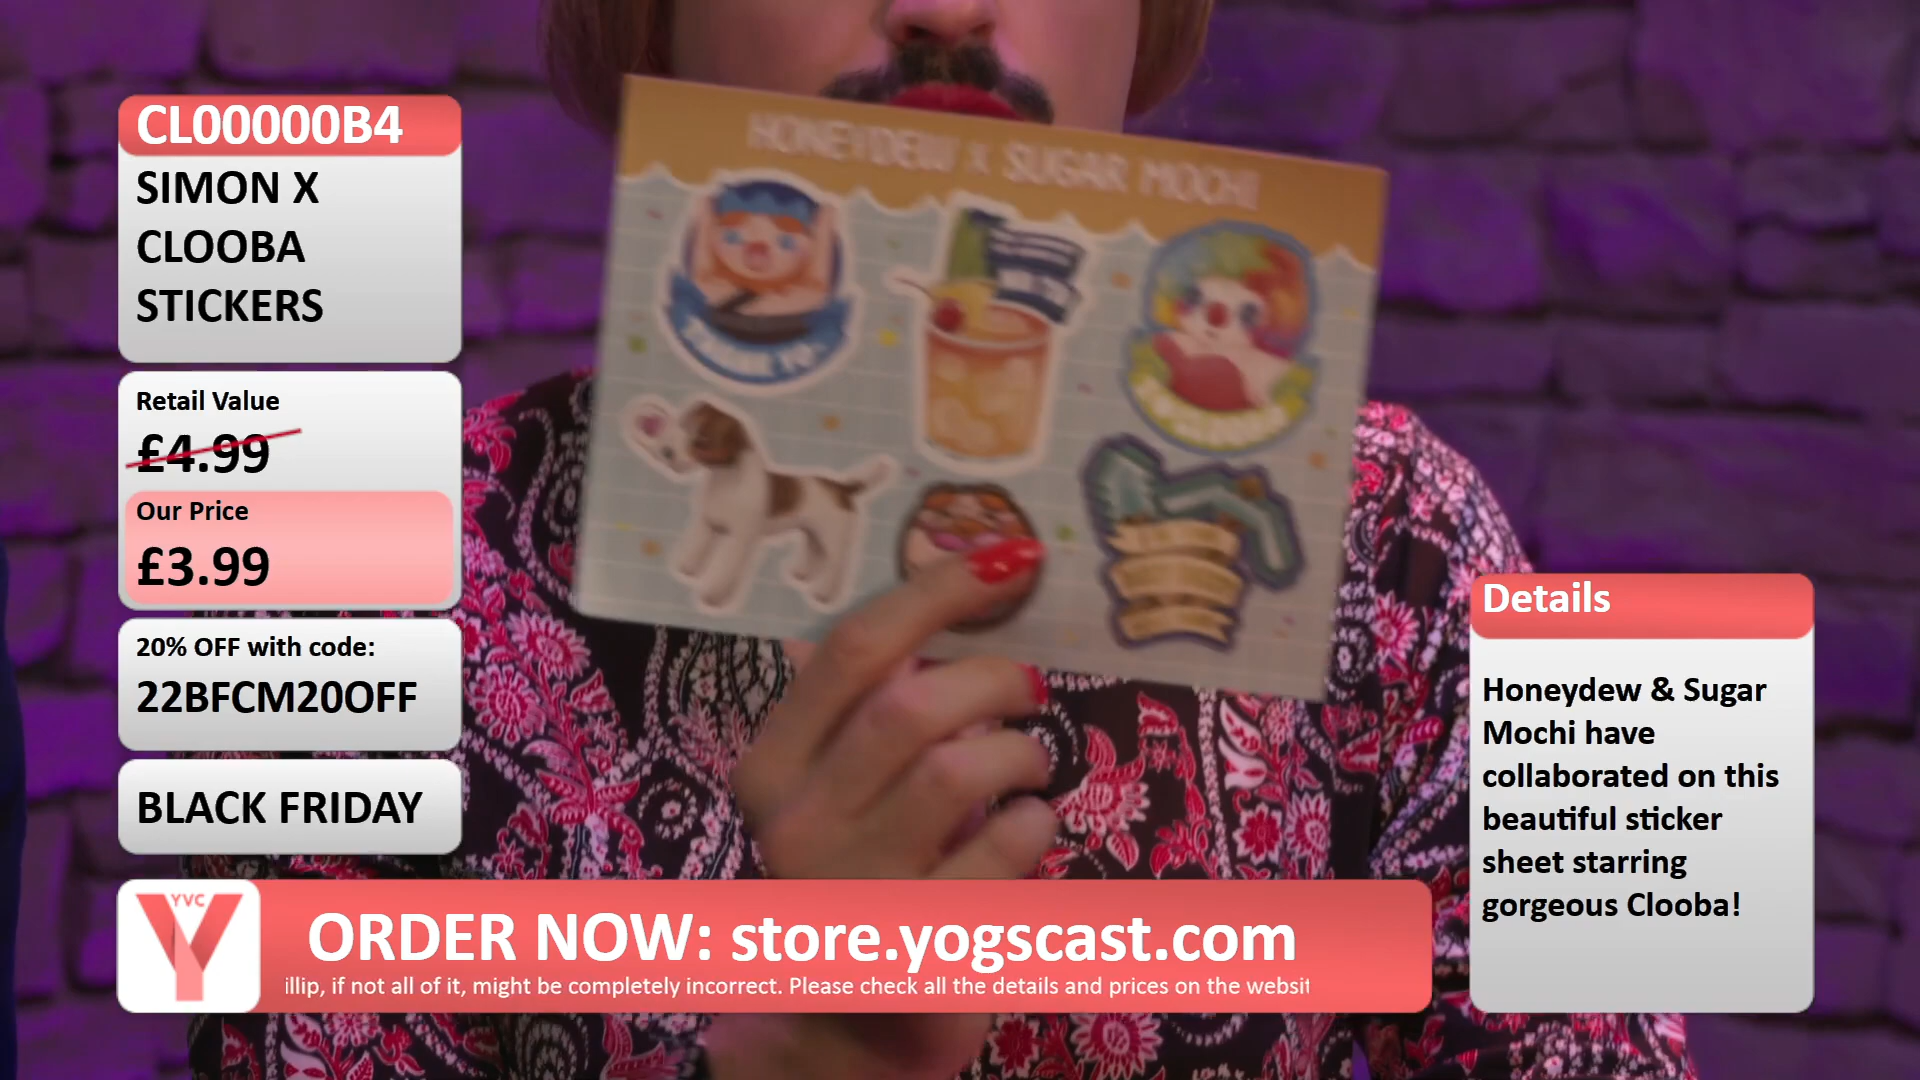 CL00000B4
SIMON X
CLOOBA
STICKERS
Retail Value
£4.99
Our Price
£3.99
20% OFF with code:
22BFCM20OFF
BLACK FRIDAY
HONEYDEW X SUGAR MOCHI
Details
Honeydew & Sugar
Mochi have
collaborated on this
beautiful sticker
sheet starring
gorgeous Clooba!
YVC
ORDER NOW: store.yogscast.com
illip, if not all of it, might be completely incorrect. Please check all the details and prices on the websit